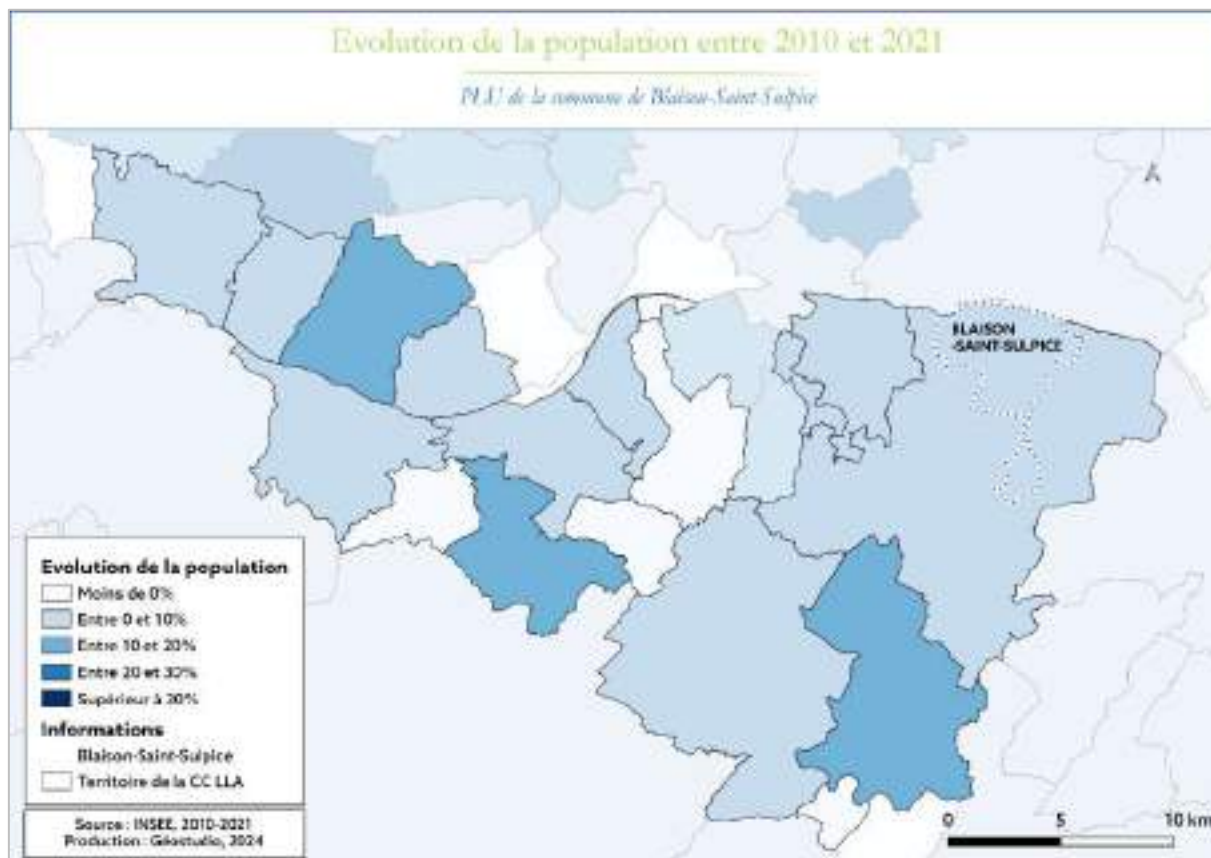 Evolution de la population entre 2010 et 2021
PLU de la commune de Blaison-Saint-Sulpice
BLAISON
-SAINT-SULPICE
Evolution de la population
Moins de 0%
Entre 0 et 10%
Entre 10 et 20%
Entre 20 et 30%
Supérieur à 30%
Informations
Blaison-Saint-Sulpice
Territoire de la CC LLA
Source : INSEE, 2010-2021
Production : Géostudio, 2024
0 5 10 km